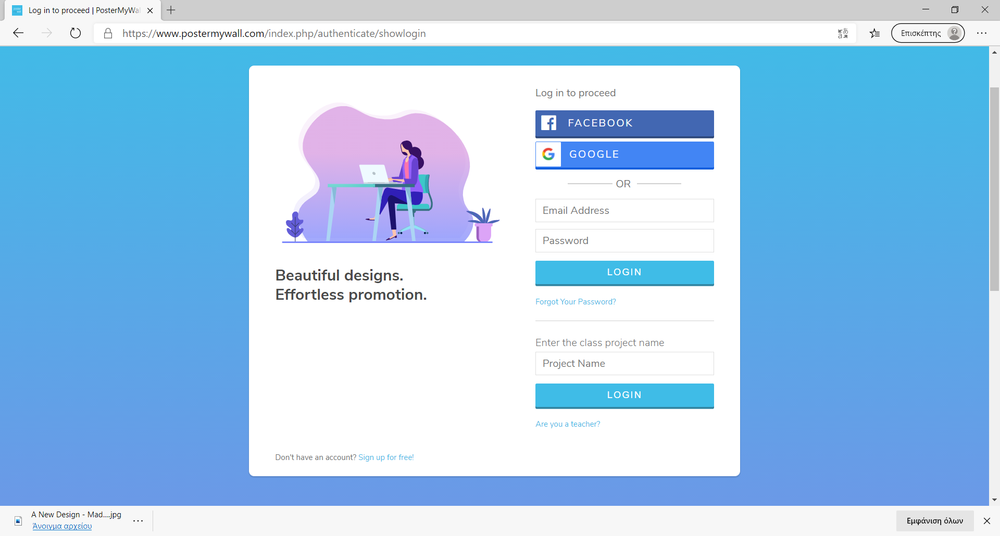 Log in to proceed | PosterMyWal
https://www.postermywall.com/index.php/authenticate/showlogin
Επισκέπτης
Log in to proceed
FACEBOOK
GOOGLE
OR
Email Address
Password
LOGIN
Forgot Your Password?
Beautiful designs.
Effortless promotion.
Enter the class project name
Project Name
LOGIN
Are you a teacher?
Don't have an account? Sign up for free!
A New Design - Mad....jpg
Άνοιγμα αρχείου
Εμφάνιση όλων